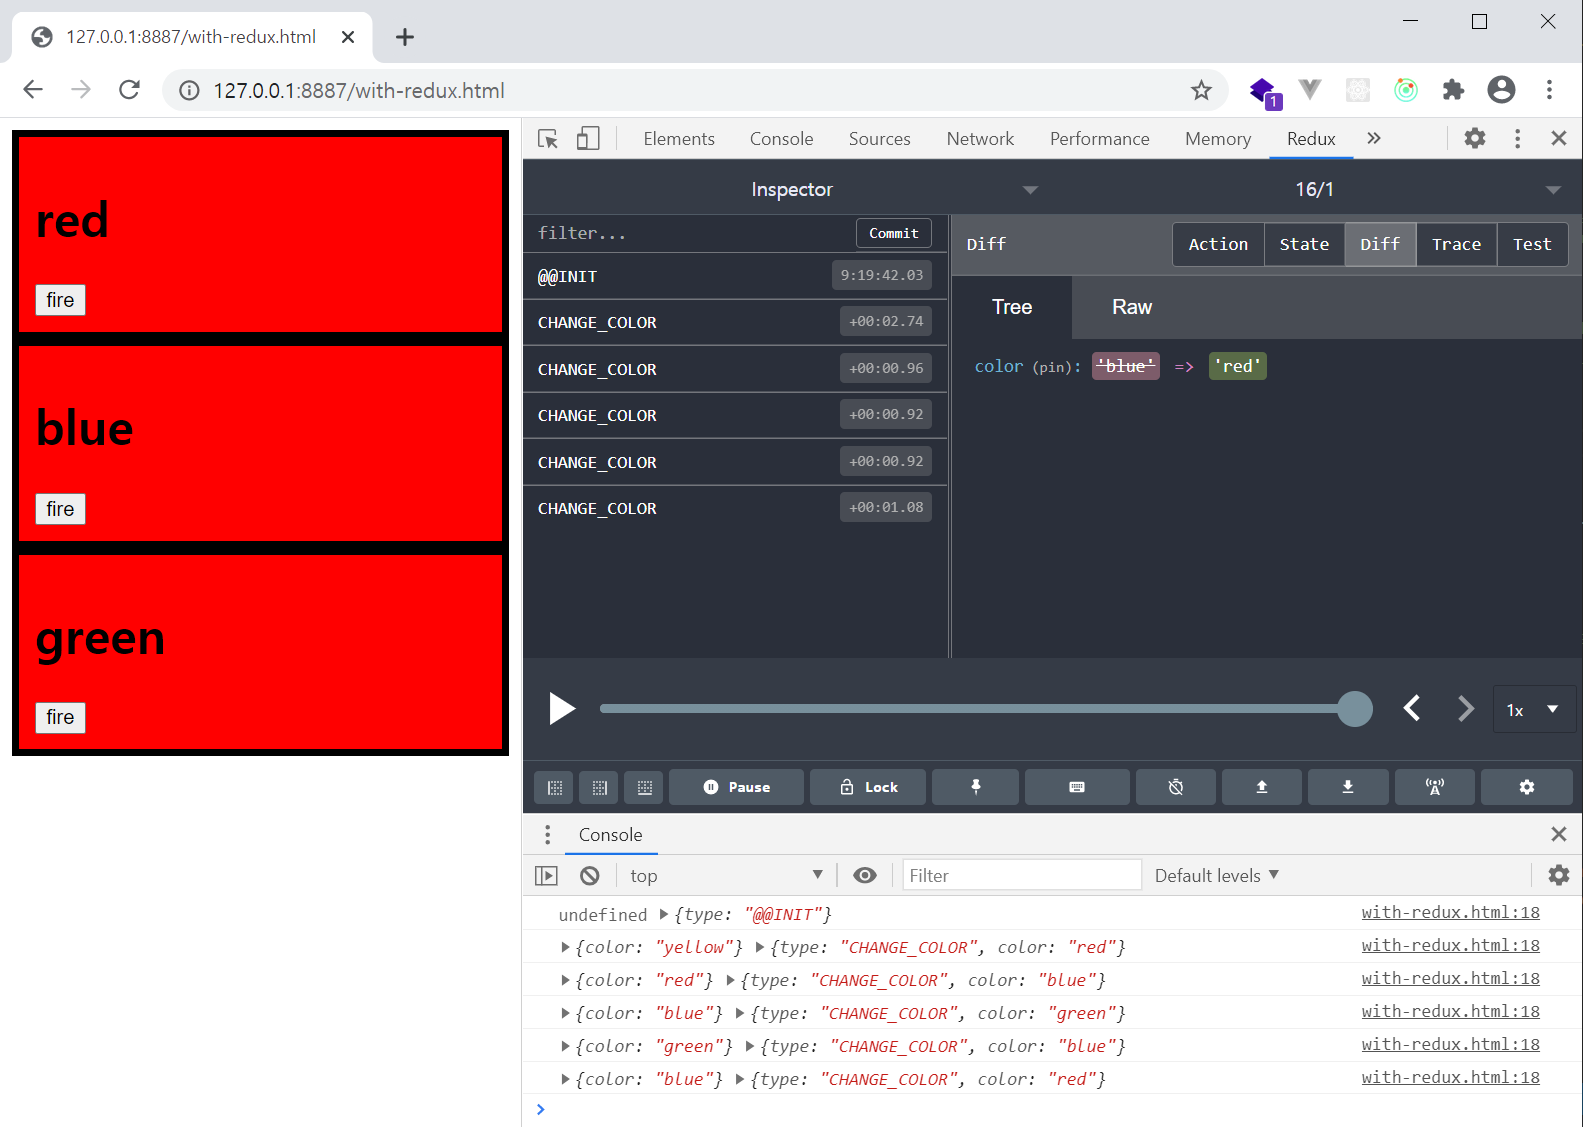 127.0.0.1:8887/with-redux.html
127.0.0.1:8887/with-redux.html
1
red
fire
blue
fire
green
fire
Elements Console Sources Network Performance Memory Redux
Inspector 16/1
filter... Commit
@@INIT 9:19:42.03
CHANGE_COLOR +00:02.74
CHANGE_COLOR +00:00.96
CHANGE_COLOR +00:00.92
CHANGE_COLOR +00:00.92
CHANGE_COLOR +00:01.08
Diff Action State Diff Trace Test
Tree Raw
color (pin): 'blue' => 'red'
1x
Pause Lock
Console
top Filter Default levels
undefined {type: "@@INIT"} with-redux.html:18
{color: "yellow"} {type: "CHANGE_COLOR", color: "red"} with-redux.html:18
{color: "red"} {type: "CHANGE_COLOR", color: "blue"} with-redux.html:18
{color: "blue"} {type: "CHANGE_COLOR", color: "green"} with-redux.html:18
{color: "green"} {type: "CHANGE_COLOR", color: "blue"} with-redux.html:18
{color: "blue"} {type: "CHANGE_COLOR", color: "red"} with-redux.html:18